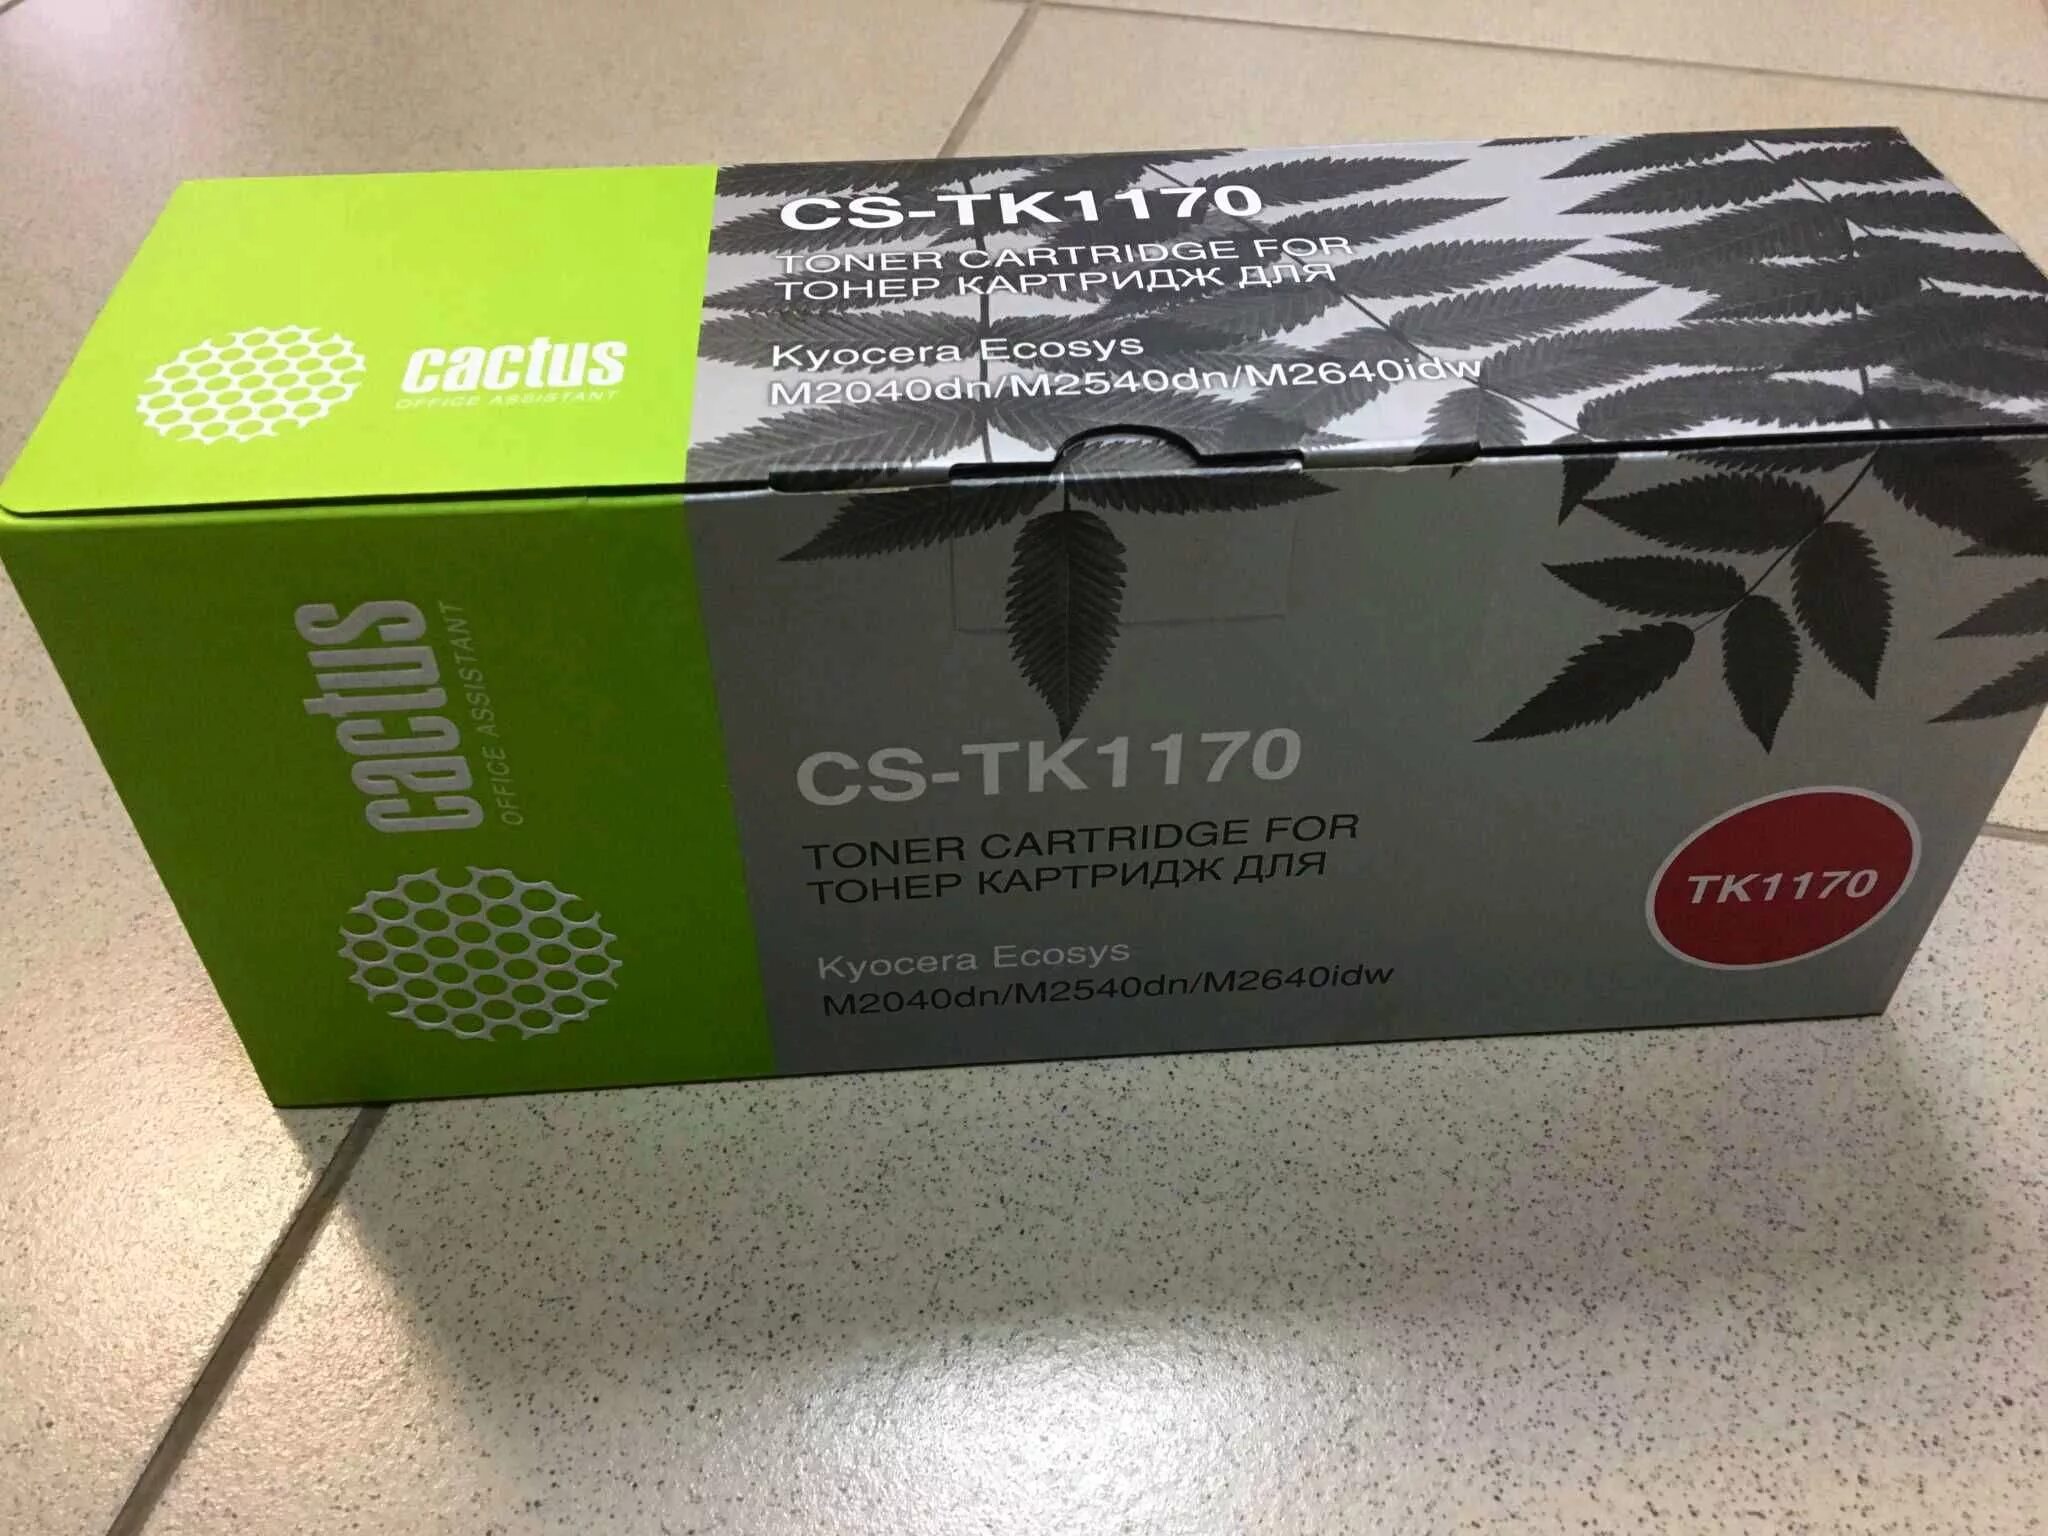 CS-TK1170
TONER CARTRIDGE FOR
ТОНЕР КАРТРИДЖ ДЛЯ
Kyocera Ecosys
M2040dn/M2540dn/M2640idw
cactus
OFFICE ASSISTANT
cactus
OFFICE ASSISTANT
CS-TK1170
TONER CARTRIDGE FOR
ТОНЕР КАРТРИДЖ ДЛЯ
Kyocera Ecosys
M2040dn/M2540dn/M2640idw
TK1170